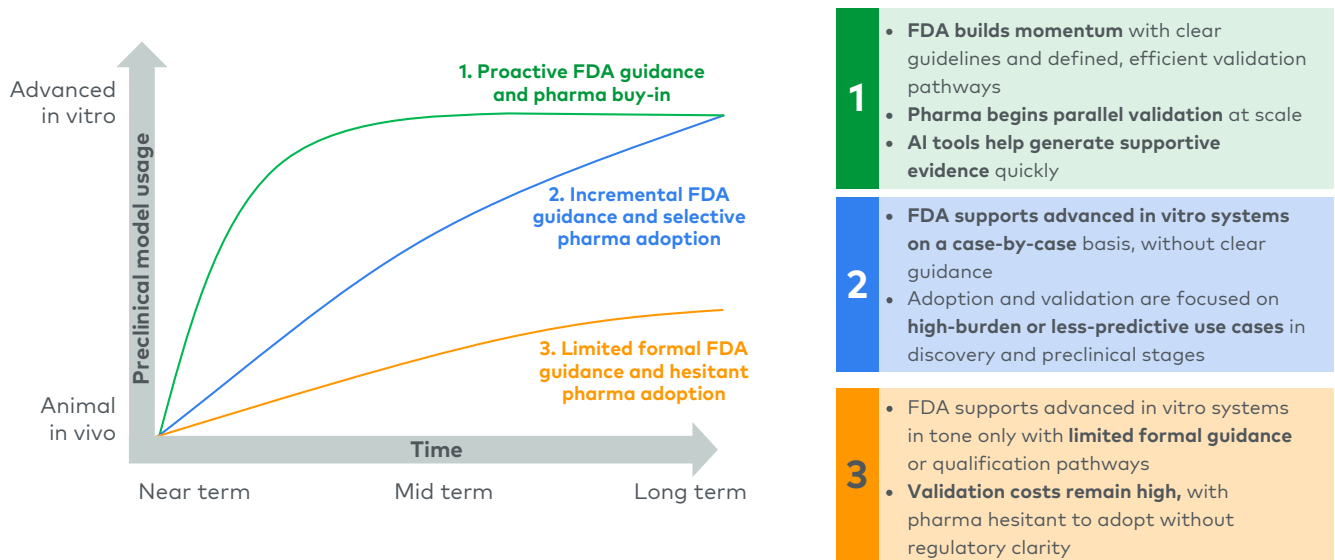 Advanced
in vitro
Preclinical model usage
Animal
in vivo
1. Proactive FDA guidance
and pharma buy-in
2. Incremental FDA
guidance and selective
pharma adoption
3. Limited formal FDA
guidance and hesitant
pharma adoption
Time
Near term
Mid term
Long term
1
• FDA builds momentum with clear
guidelines and defined, efficient validation
pathways
• Pharma begins parallel validation at scale
• AI tools help generate supportive
evidence quickly
2
• FDA supports advanced in vitro systems
on a case-by-case basis, without clear
guidance
• Adoption and validation are focused on
high-burden or less-predictive use cases in
discovery and preclinical stages
3
• FDA supports advanced in vitro systems
in tone only with limited formal guidance
or qualification pathways
• Validation costs remain high, with
pharma hesitant to adopt without
regulatory clarity